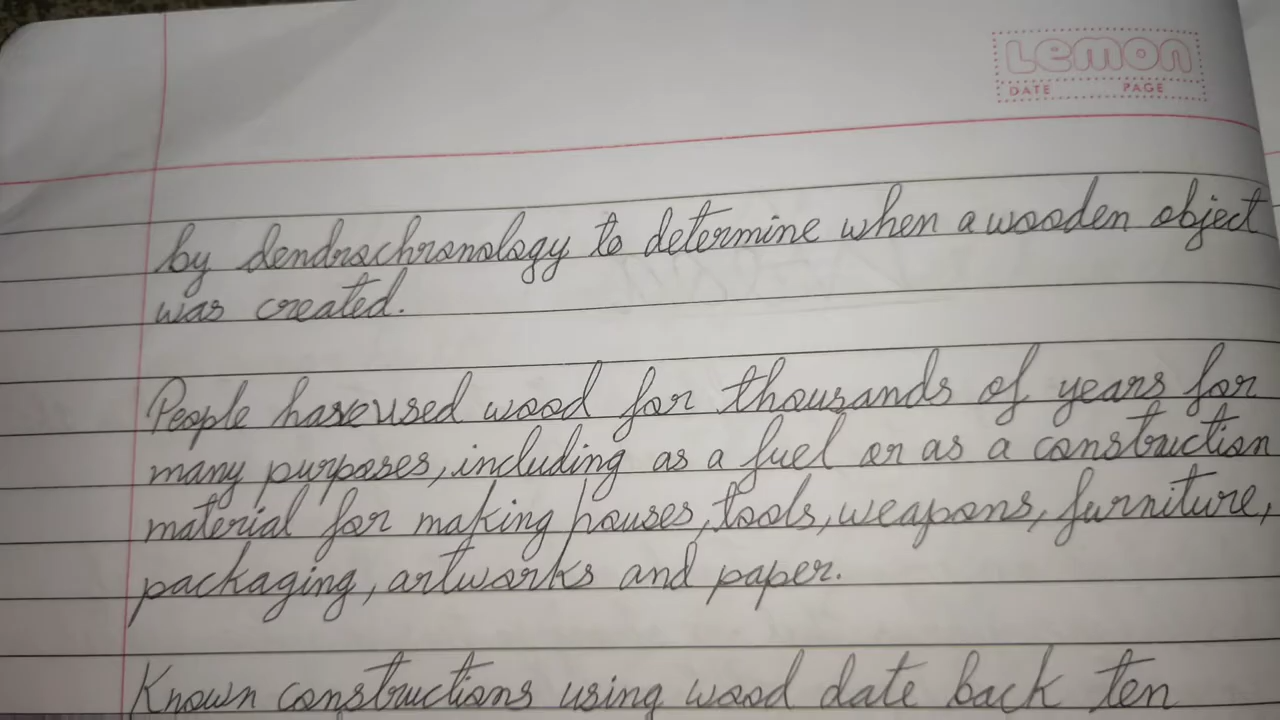 Lemon
DATE PAGE
by dendrochronology to determine when a wooden object
was created.
People have used wood for thousands of years for
many purposes, including as a fuel or as a construction
material for making houses, tools, weapons, furniture,
packaging, artworks and paper.
Known constructions using wood date back ten